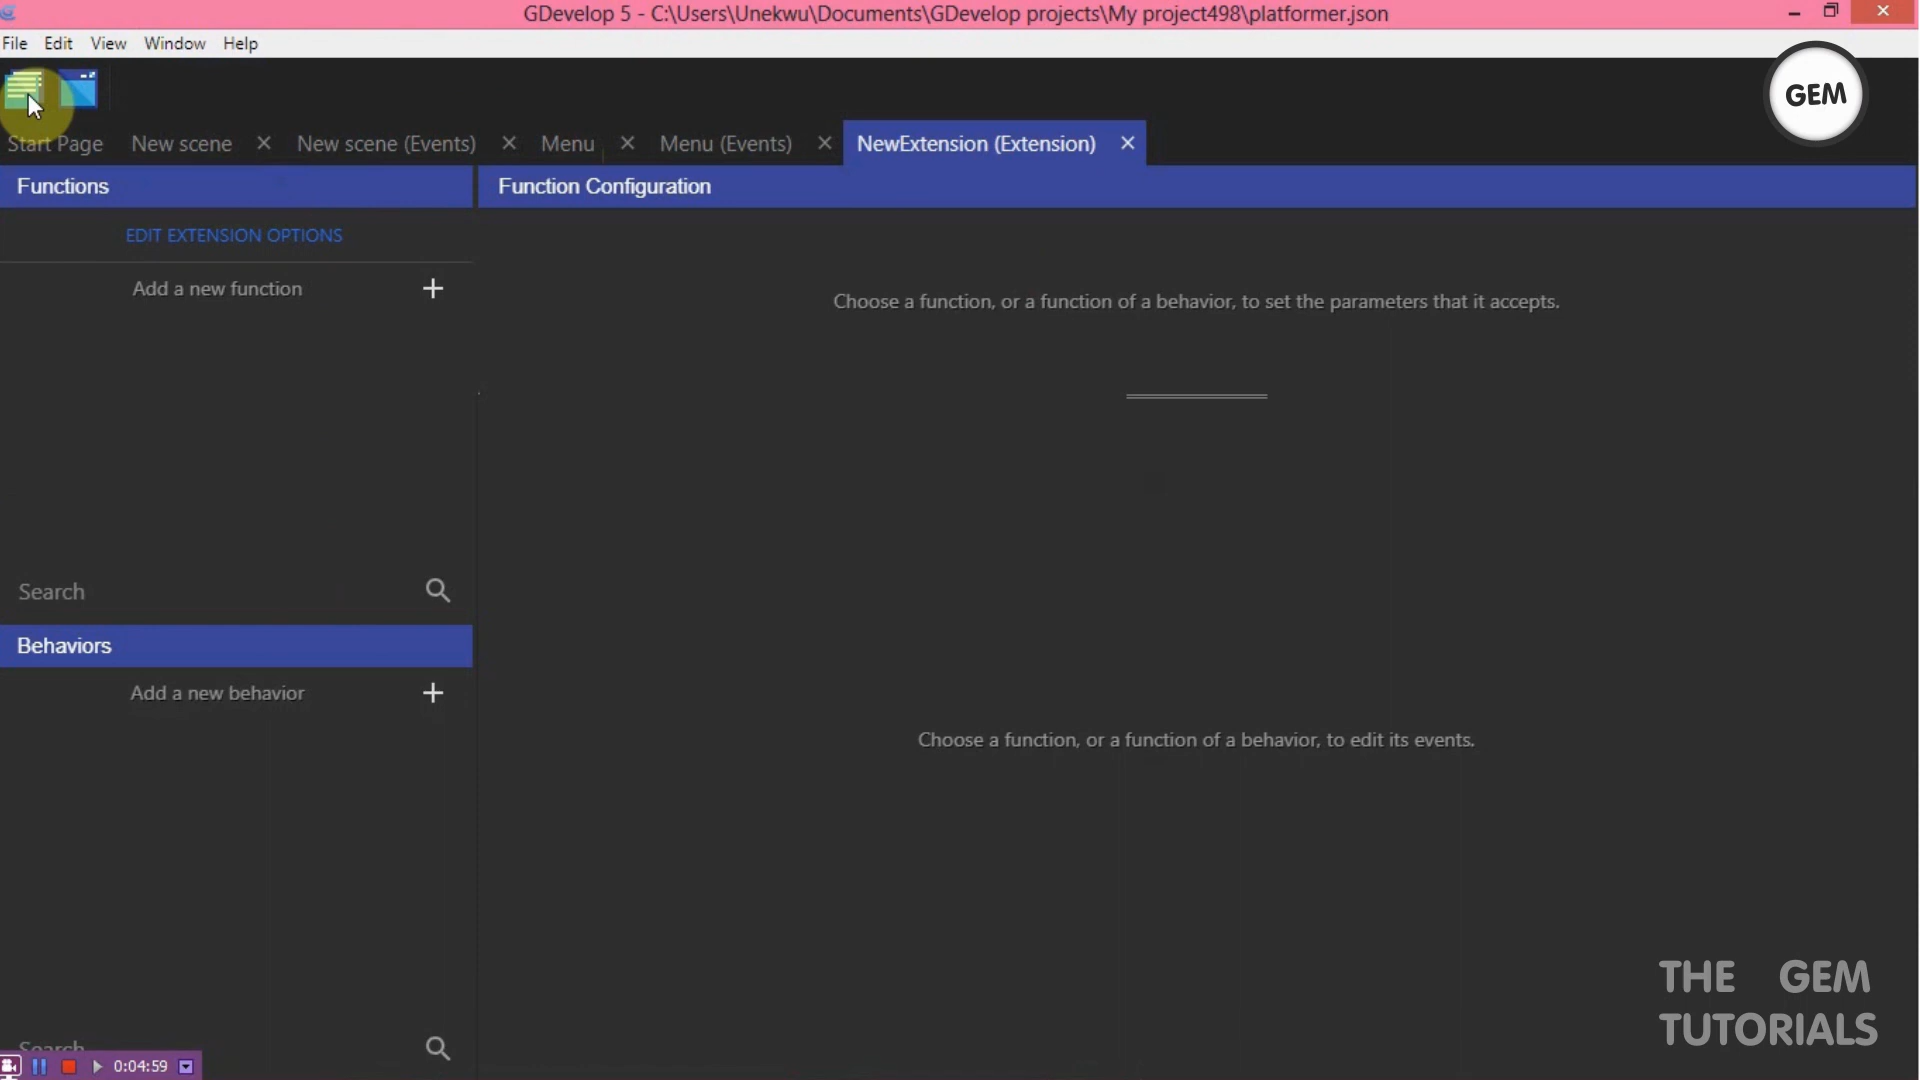 GDevelop 5 - C:\Users\Unekwu\Documents\GDevelop projects\My project498\platformer.json
File Edit View Window Help
GEM
Start Page New scene New scene (Events) Menu Menu (Events) NewExtension (Extension)
Functions
Function Configuration
EDIT EXTENSION OPTIONS
Add a new function
Choose a function, or a function of a behavior, to set the parameters that it accepts.
Search
Behaviors
Add a new behavior
Choose a function, or a function of a behavior, to edit its events.
THE GEM
TUTORIALS
Search
0:04:59